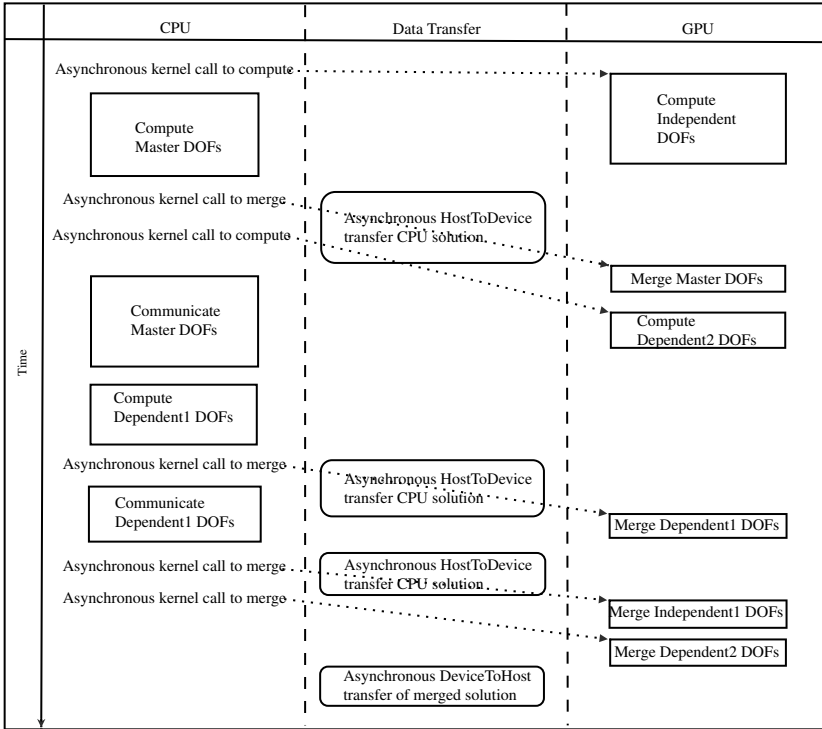 CPU
Data Transfer
GPU
Time
Asynchronous kernel call to compute
Compute
Independent
DOFs
Compute
Master DOFs
Asynchronous kernel call to merge
Asynchronous HostToDevice
transfer CPU solution
Asynchronous kernel call to compute
Merge Master DOFs
Communicate
Master DOFs
Compute
Dependent2 DOFs
Compute
Dependent1 DOFs
Asynchronous kernel call to merge
Asynchronous HostToDevice
transfer CPU solution
Communicate
Dependent1 DOFs
Merge Dependent1 DOFs
Asynchronous kernel call to merge
Asynchronous HostToDevice
transfer CPU solution
Asynchronous kernel call to merge
Merge Independent1 DOFs
Merge Dependent2 DOFs
Asynchronous DeviceToHost
transfer of merged solution